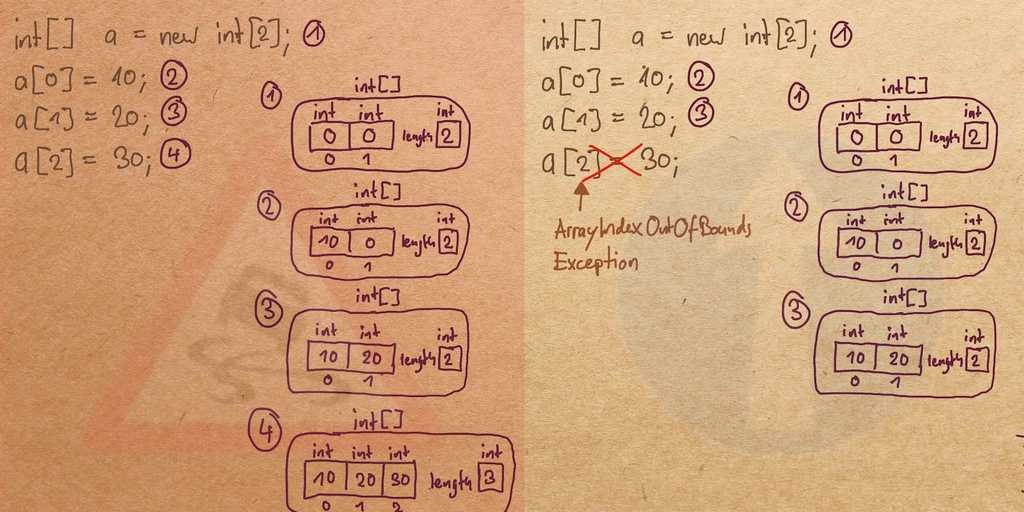 int[] a = new int[2]; ①
a[0] = 10; ②
a[1] = 20; ③
a[2] = 30; ④
① int[]
int int int
0 0 length 2
0 1
② int[]
int int int
10 0 length 2
0 1
③ int[]
int int int
10 20 length 2
0 1
④ int[]
int int int int
10 20 30 length 3
0 1 2
int[] a = new int[2]; ①
a[0] = 10; ②
a[1] = 20; ③
a[2] = 30;
ArrayIndexOutOfBounds
Exception
① int[]
int int int
0 0 length 2
0 1
② int[]
int int int
10 0 length 2
0 1
③ int[]
int int int
10 20 length 2
0 1